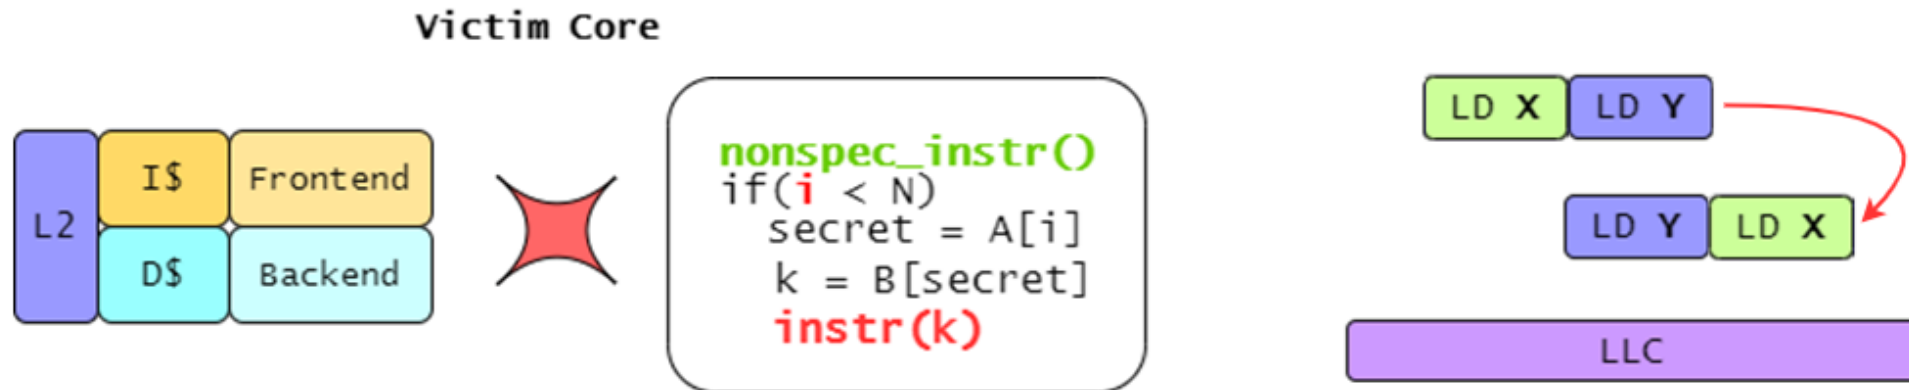 Victim Core
L2
I$
Frontend
D$
Backend
nonspec_instr()
if(i < N)
secret = A[i]
k = B[secret]
instr(k)
LD X
LD Y
LD Y
LD X
LLC